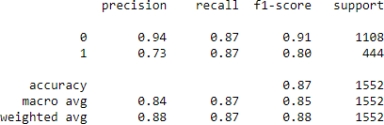 precision recall f1-score support
0 0.94 0.87 0.91 1108
1 0.73 0.87 0.80 444
accuracy 0.87 1552
macro avg 0.84 0.87 0.85 1552
weighted avg 0.88 0.87 0.88 1552